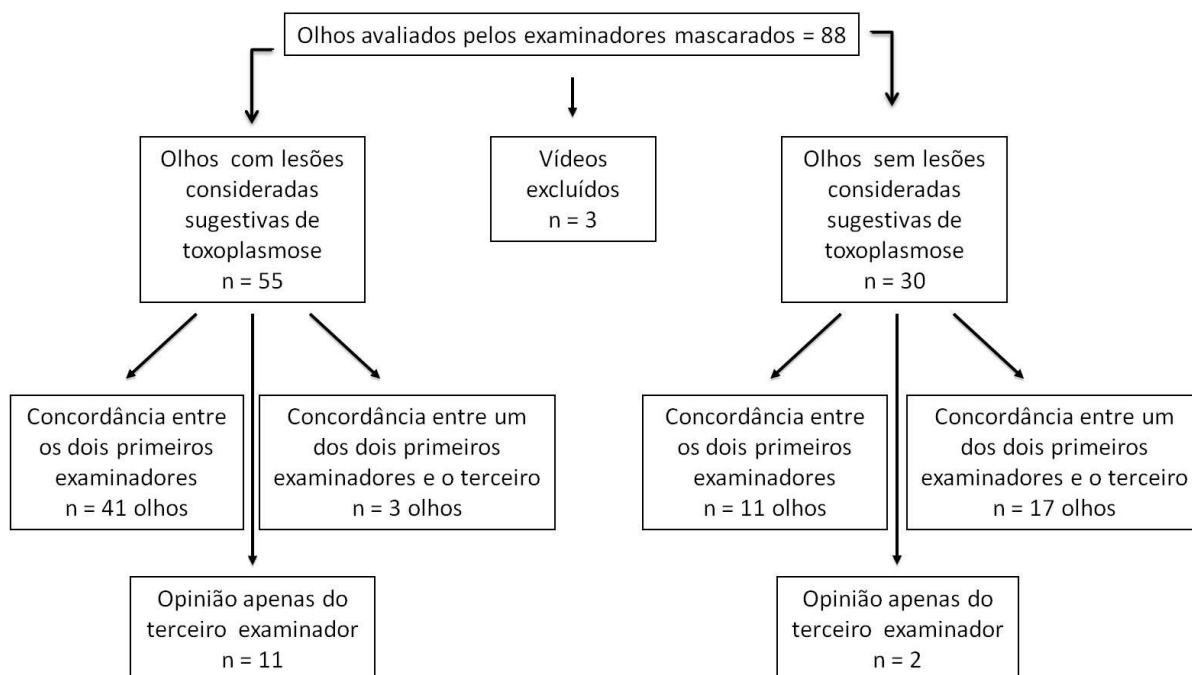 Olhos avaliados pelos examinadores mascarados = 88
Olhos com lesões
consideradas
sugestivas de
toxoplasmose
n = 55
Vídeos
excluídos
n = 3
Olhos sem lesões
consideradas
sugestivas de
toxoplasmose
n = 30
Concordância entre
os dois primeiros
examinadores
n = 41 olhos
Concordância entre um
dos dois primeiros
examinadores e o terceiro
n = 3 olhos
Concordância entre
os dois primeiros
examinadores
n = 11 olhos
Concordância entre um
dos dois primeiros
examinadores e o terceiro
n = 17 olhos
Opinião apenas do
terceiro examinador
n = 11
Opinião apenas do
terceiro examinador
n = 2